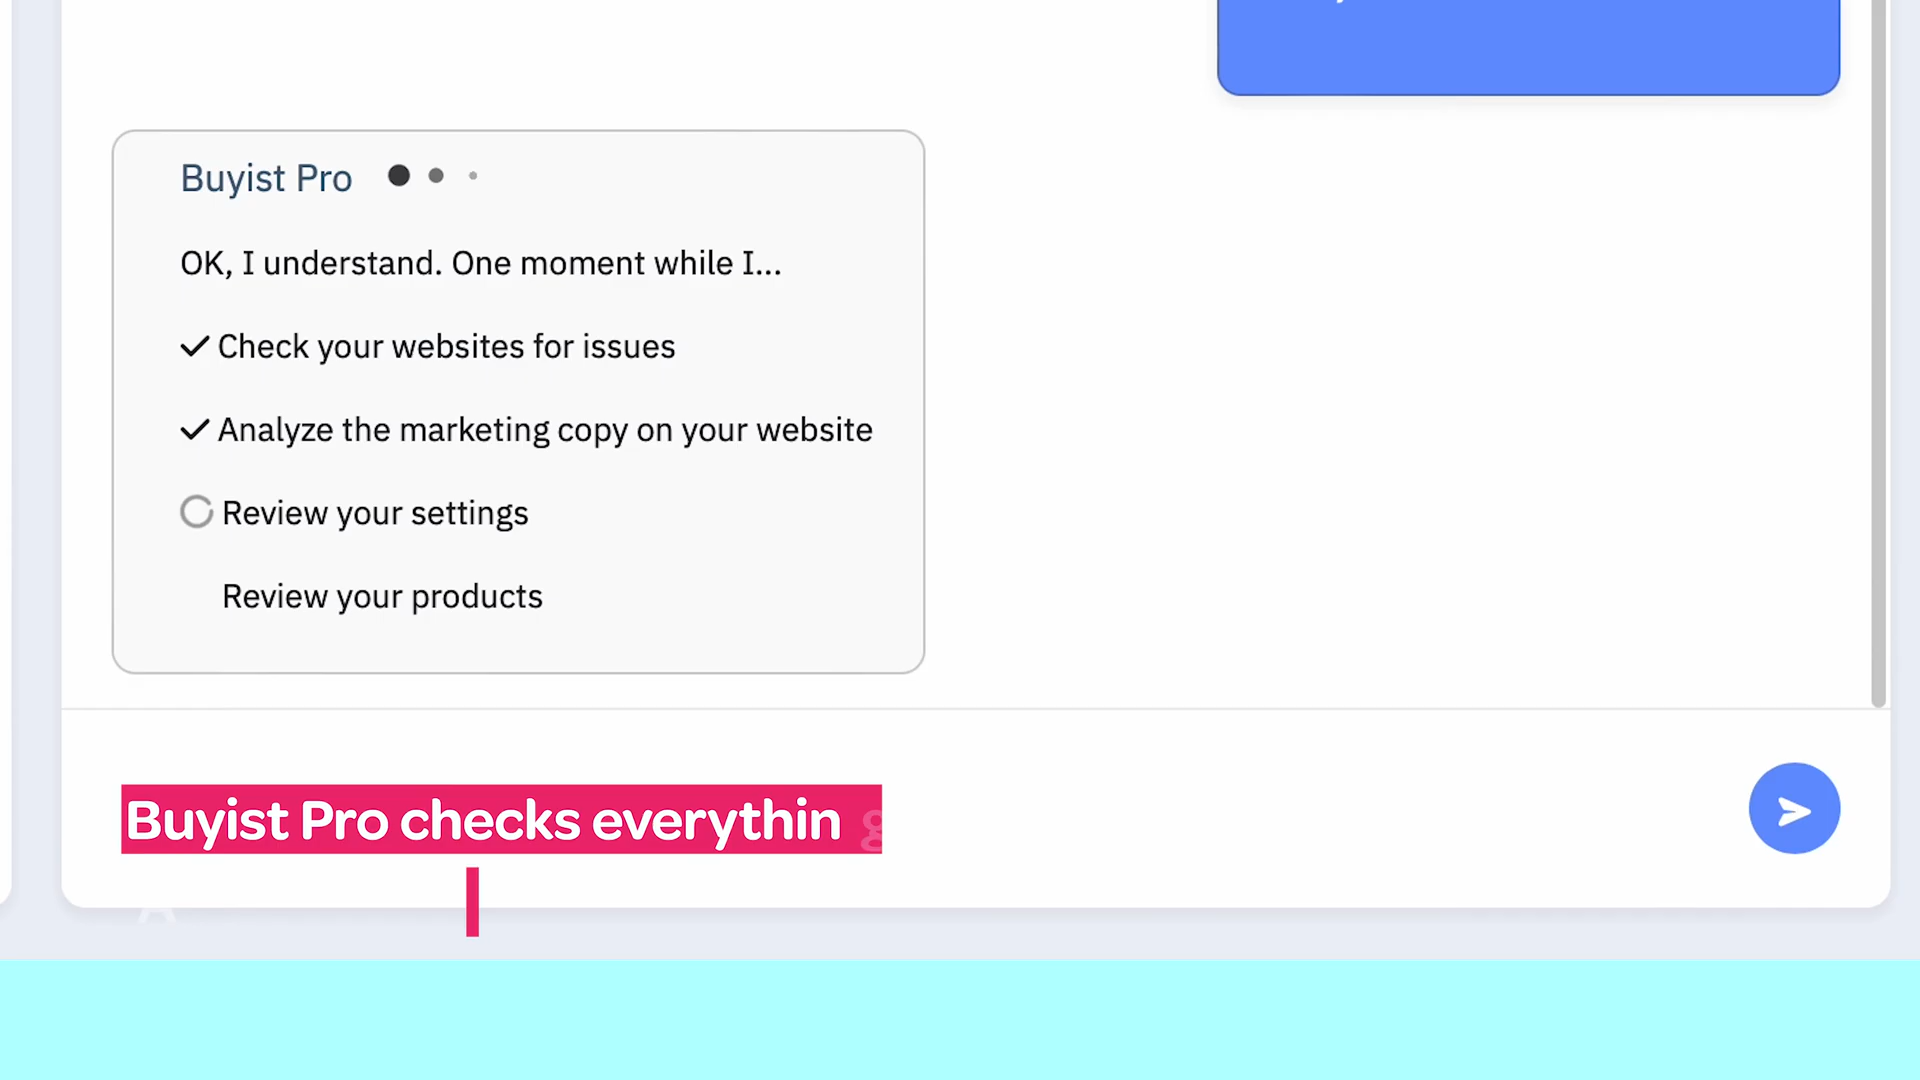 Buyist Pro
OK, I understand. One moment while I...
Check your websites for issues
Analyze the marketing copy on your website
Review your settings
Review your products
Buyist Pro checks everything